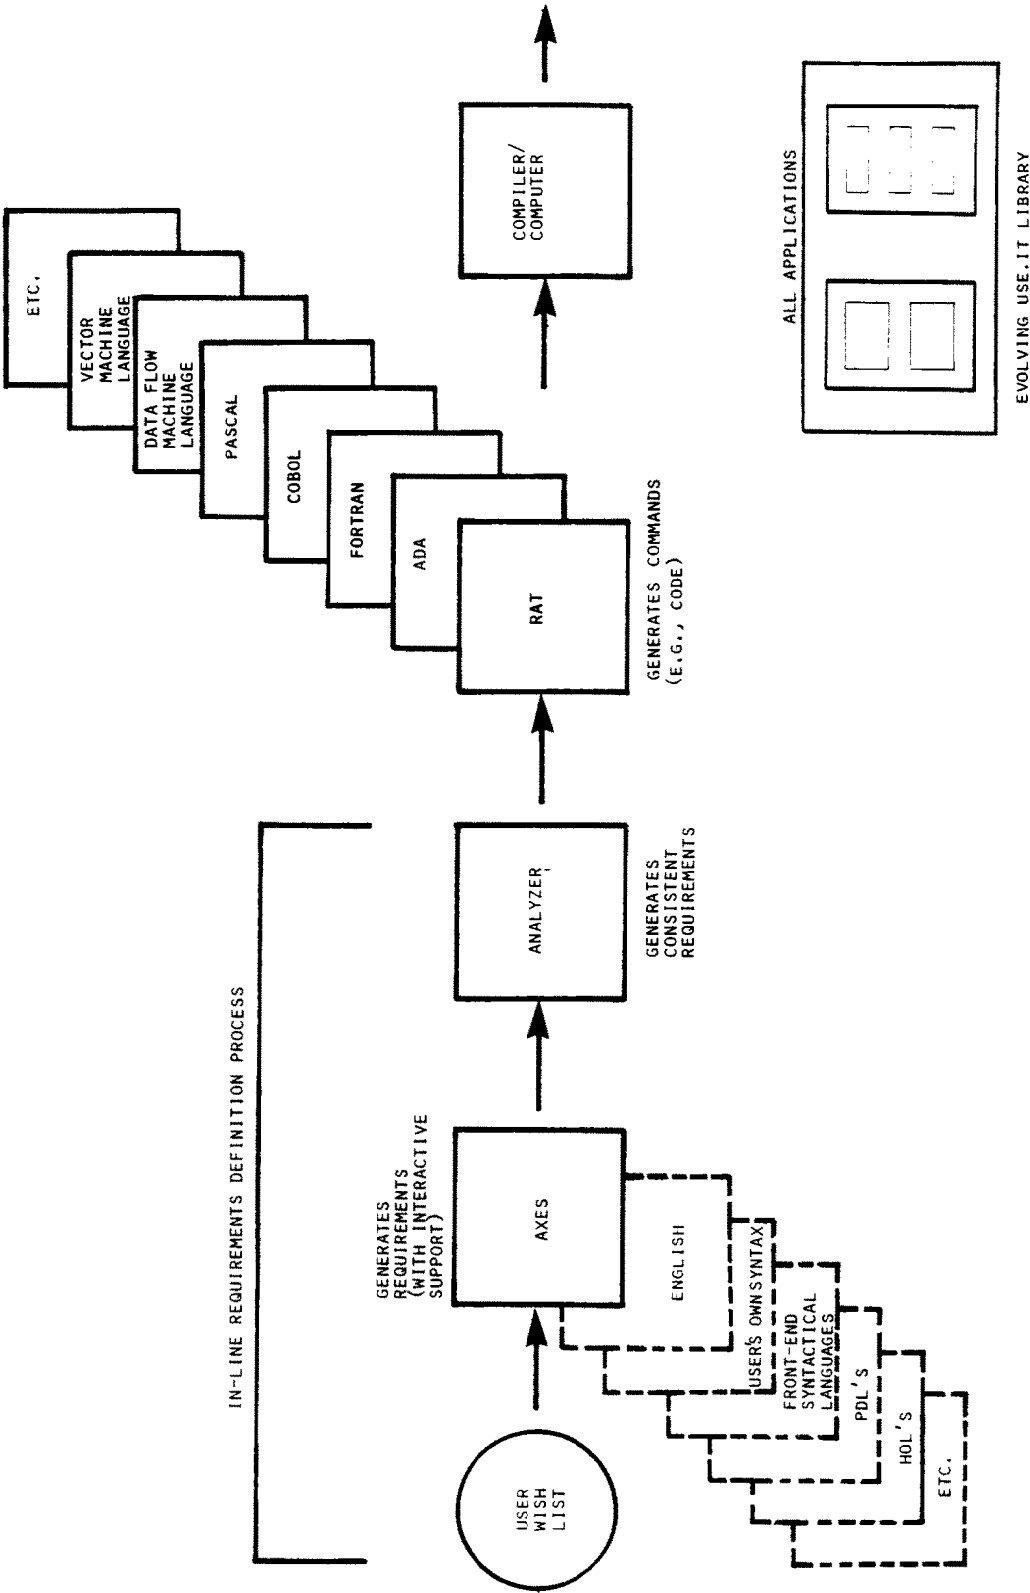 IN-LINE REQUIREMENTS DEFINITION PROCESS
USER
WISH
LIST
GENERATES
REQUIREMENTS
(WITH INTERACTIVE
SUPPORT)
AXES
ENGLISH
USER'S OWN SYNTAX
FRONT-END
SYNTACTICAL
LANGUAGES
PDL'S
HOL'S
ETC.
ANALYZER
GENERATES
CONSISTENT
REQUIREMENTS
ETC.
VECTOR
MACHINE
LANGUAGE
DATA FLOW
MACHINE
LANGUAGE
PASCAL
COBOL
FORTRAN
ADA
RAT
GENERATES COMMANDS
(E.G., CODE)
COMPILER/
COMPUTER
ALL APPLICATIONS
EVOLVING USE.IT LIBRARY